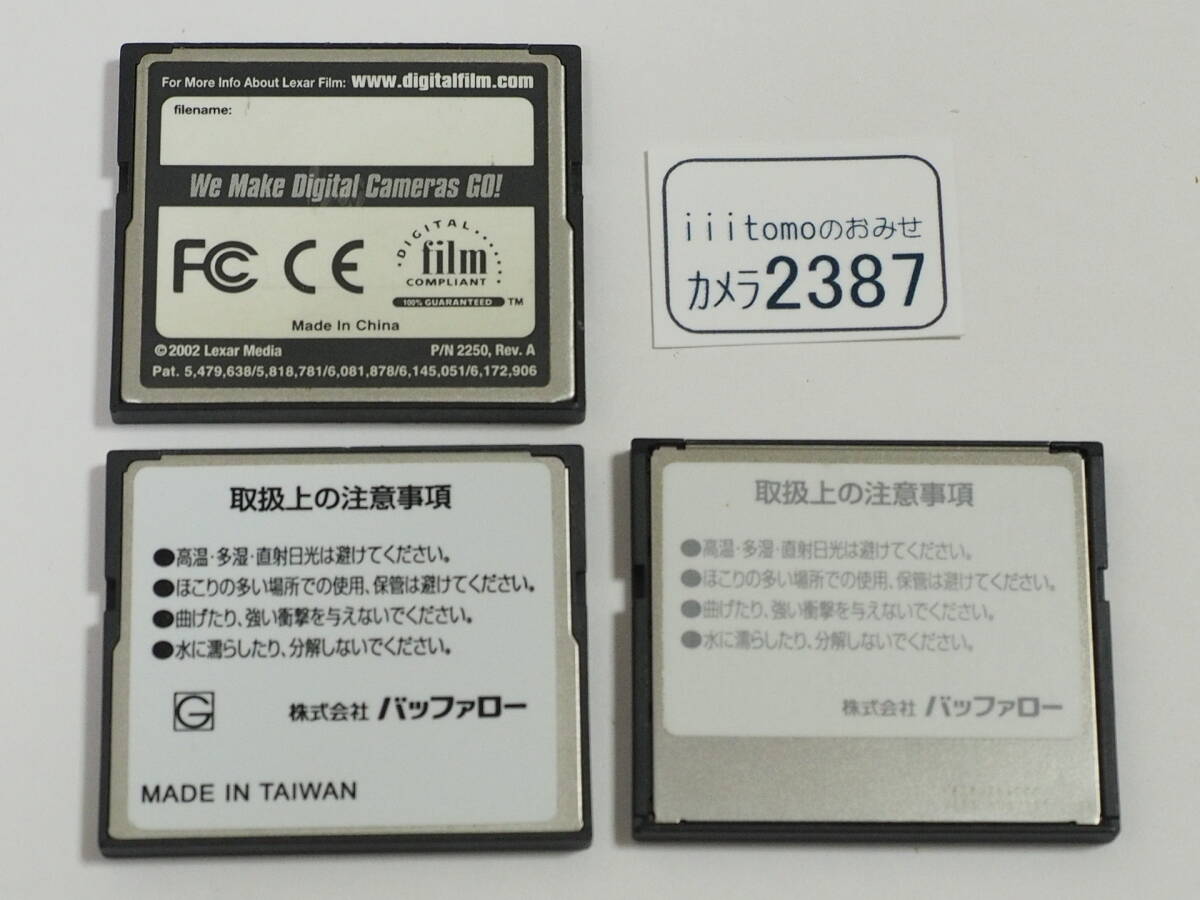 For More Info About Lexar Film: www.digitalfilm.com
filename:
We Make Digital Cameras GO!
FC CE
DIGITAL
film
COMPLIANT
100% GUARANTEED TM
Made In China
©2002 Lexar Media P/N 2250, Rev. A
Pat. 5,479,638/5,818,781/6,081,878/6,145,051/6,172,906
iiitomoのおみせ
カメラ2387
取扱上の注意事項
●高温・多湿・直射日光は避けてください。
●ほこりの多い場所での使用、保管は避けてください。
●曲げたり、強い衝撃を与えないでください。
●水に濡らしたり、分解しないでください。
G 株式会社 バッファロー
MADE IN TAIWAN
取扱上の注意事項
●高温・多湿・直射日光は避けてください。
●ほこりの多い場所での使用、保管は避けてください。
●曲げたり、強い衝撃を与えないでください。
●水に濡らしたり、分解しないでください。
株式会社 バッファロー